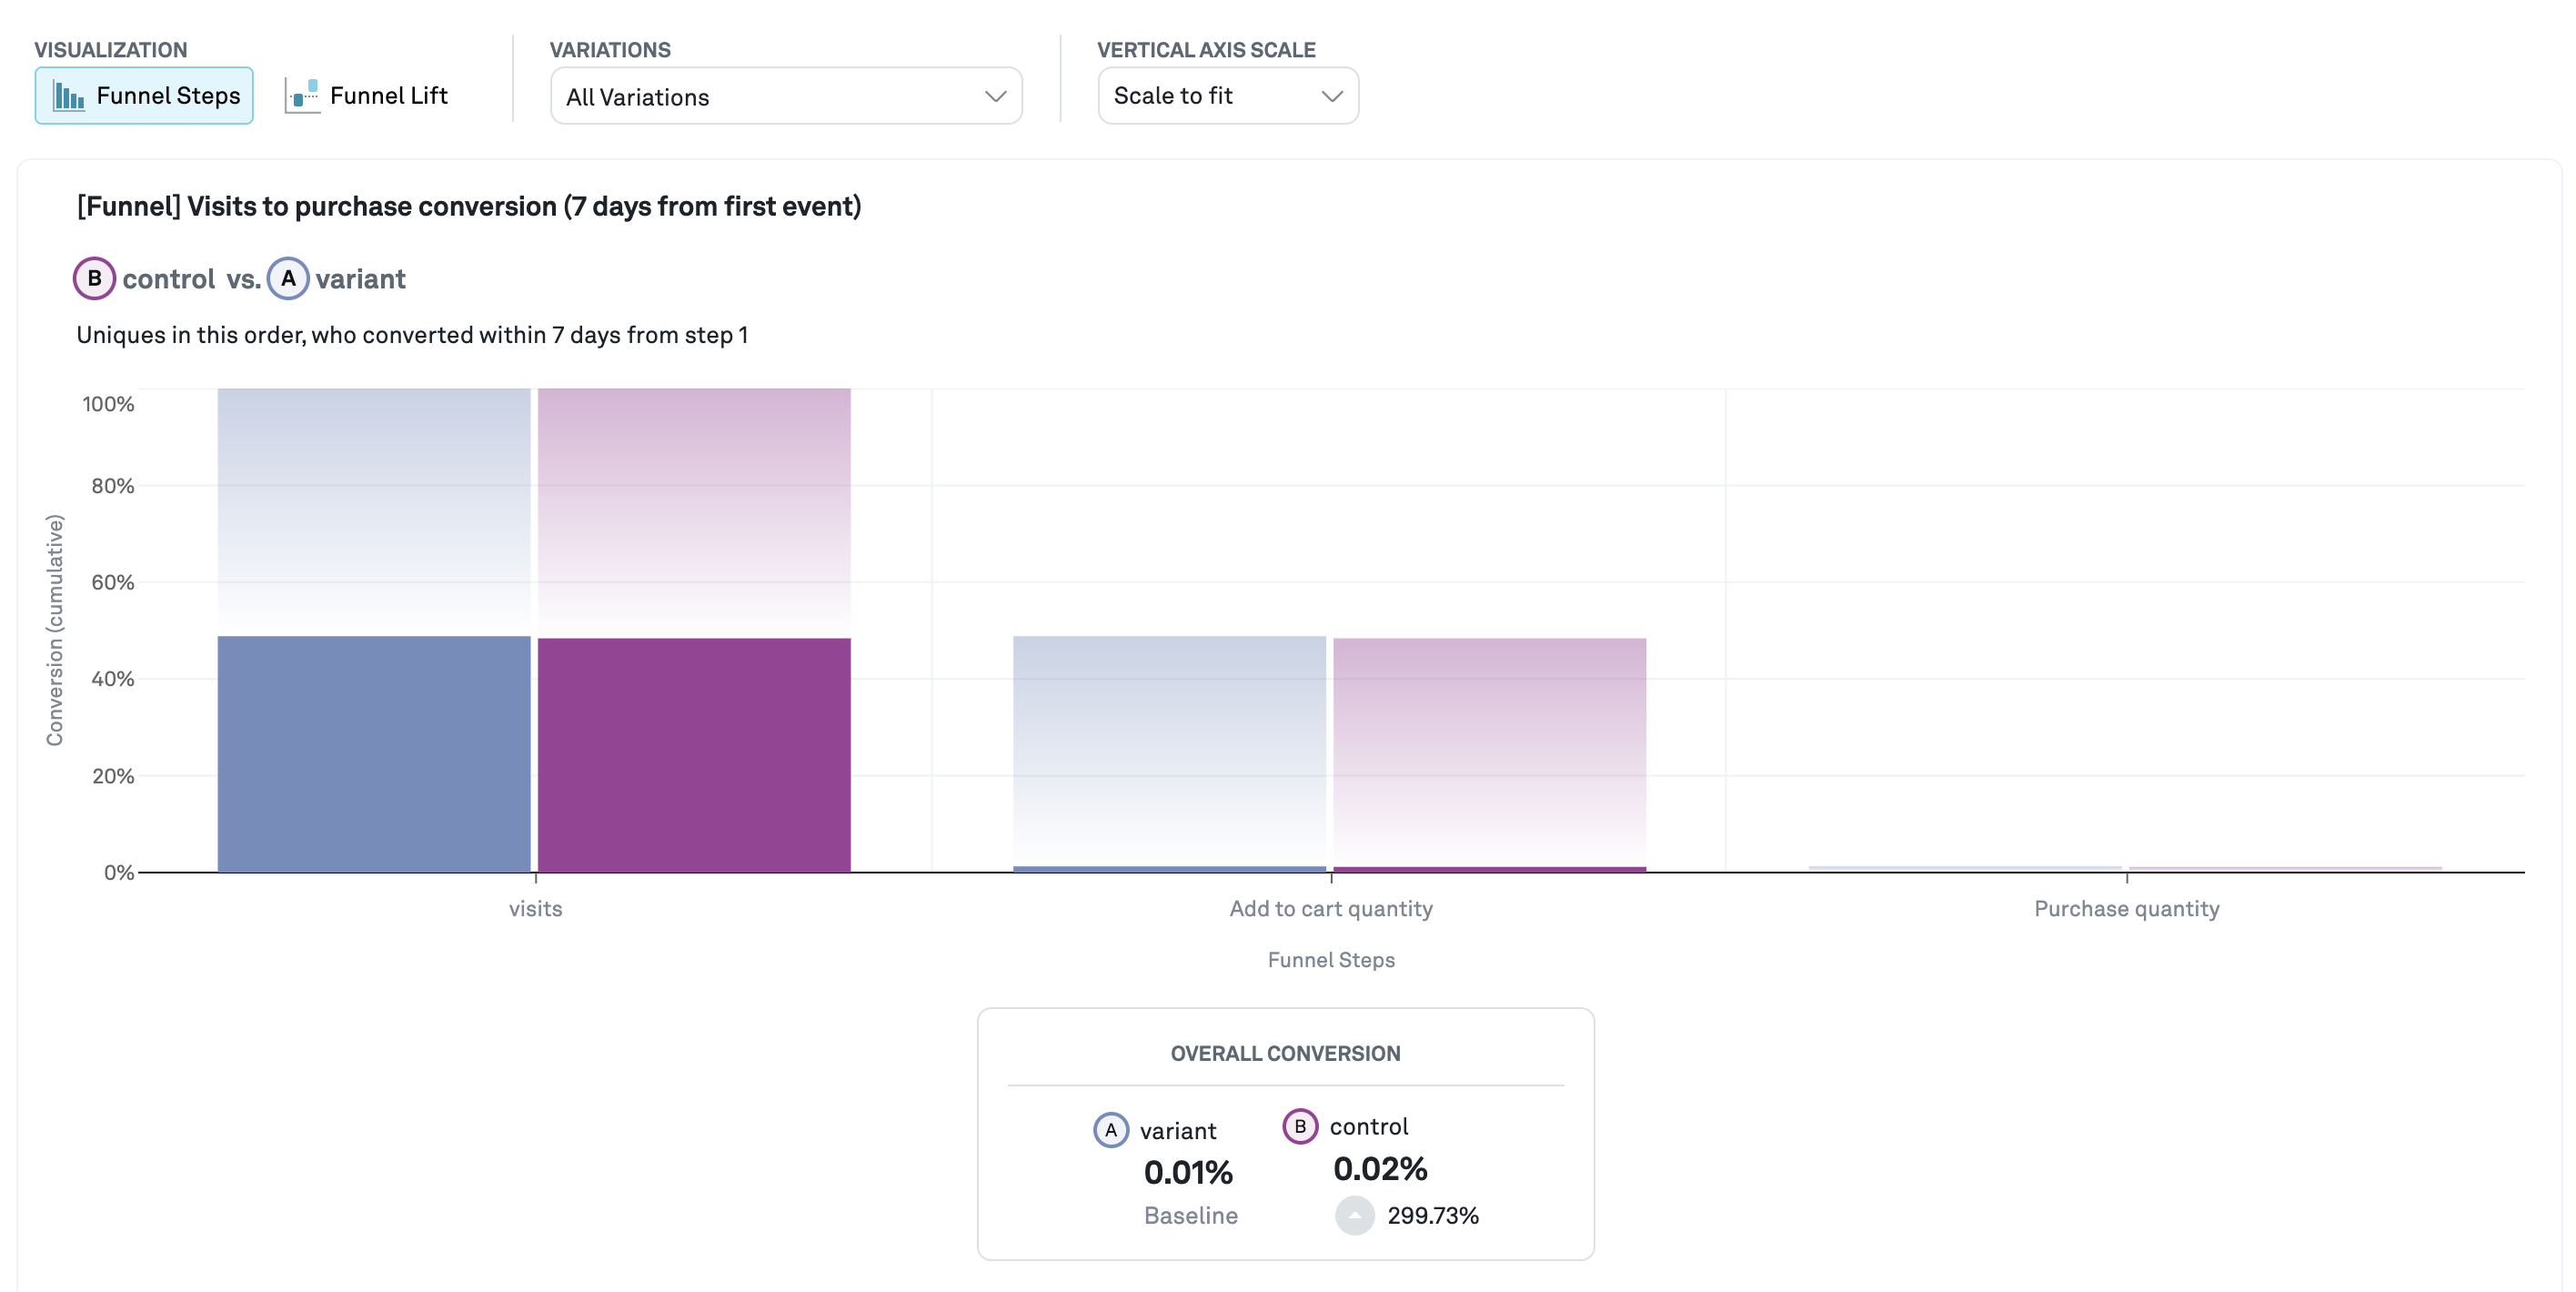 VISUALIZATION
Funnel Steps
Funnel Lift
VARIATIONS
All Variations
VERTICAL AXIS SCALE
Scale to fit
[Funnel] Visits to purchase conversion (7 days from first event)
B control vs. A variant
Uniques in this order, who converted within 7 days from step 1
Conversion (cumulative)
100%
80%
60%
40%
20%
0%
visits
Add to cart quantity
Purchase quantity
Funnel Steps
OVERALL CONVERSION
A variant
0.01%
Baseline
B control
0.02%
299.73%